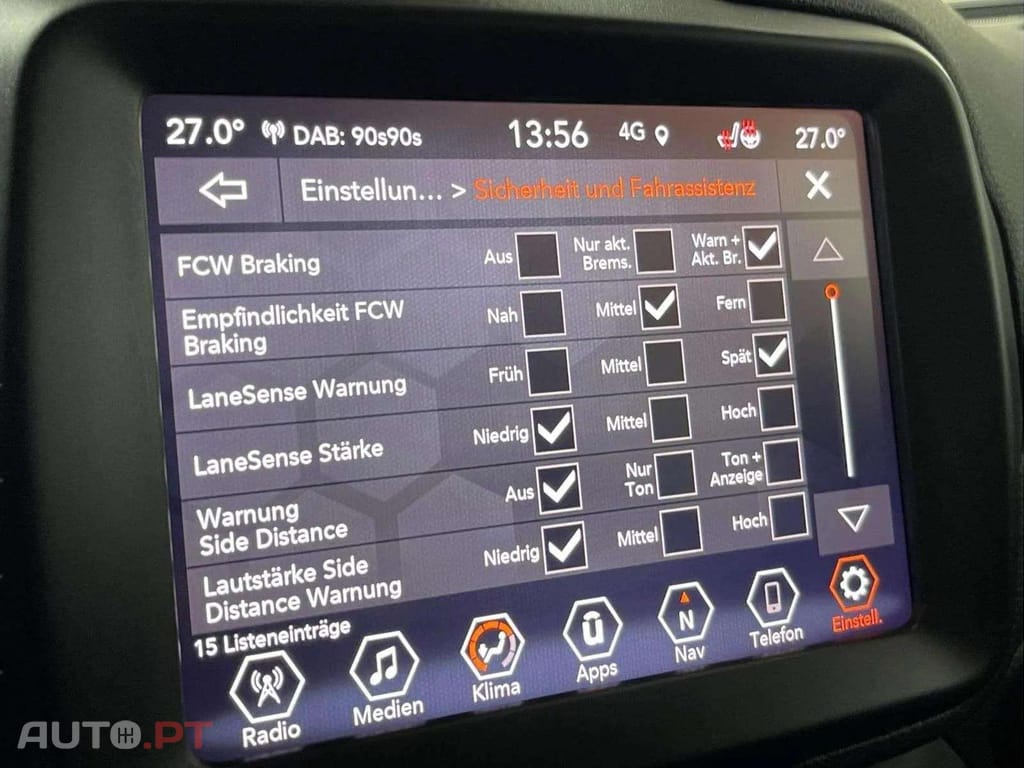 27.0° DAB: 90s90s 13:56 4G 27.0°
Einstellun... > Sicherheit und Fahrassistenz X
FCW Braking Aus Nur akt. Brems. Warn + Akt. Br.
Empfindlichkeit FCW
Braking
Nah Mittel Fern
LaneSense Warnung Früh Mittel Spät
LaneSense Stärke Niedrig Mittel Hoch
Warnung
Side Distance
Aus Nur Ton Ton + Anzeige
Lautstärke Side
Distance Warnung
Niedrig Mittel Hoch
15 Listeneinträge
Radio Medien Klima ū Apps N Nav Telefon Einstell.
AUTO.PT